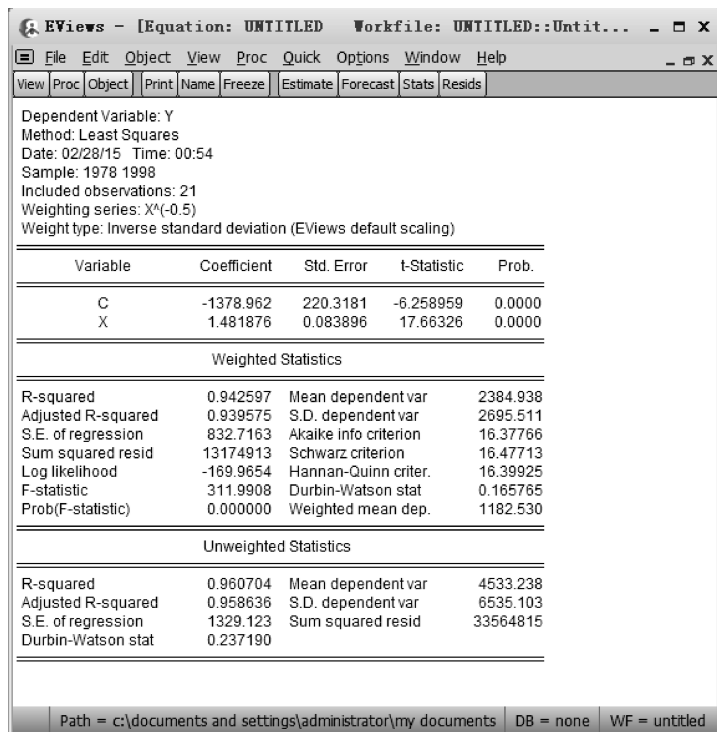 EViews - [Equation: UNTITLED Workfile: UNTITLED::Untit...
File Edit Object View Proc Quick Options Window Help
View Proc Object Print Name Freeze Estimate Forecast Stats Resids
Dependent Variable: Y
Method: Least Squares
Date: 02/28/15 Time: 00:54
Sample: 1978 1998
Included observations: 21
Weighting series: X^(-0.5)
Weight type: Inverse standard deviation (EViews default scaling)
Variable Coefficient Std. Error t-Statistic Prob.
C -1378.962 220.3181 -6.258959 0.0000
X 1.481876 0.083896 17.66326 0.0000
Weighted Statistics
R-squared 0.942597 Mean dependent var 2384.938
Adjusted R-squared 0.939575 S.D. dependent var 2695.511
S.E. of regression 832.7163 Akaike info criterion 16.37766
Sum squared resid 13174913 Schwarz criterion 16.47713
Log likelihood -169.9654 Hannan-Quinn criter. 16.39925
F-statistic 311.9908 Durbin-Watson stat 0.165765
Prob(F-statistic) 0.000000 Weighted mean dep. 1182.530
Unweighted Statistics
R-squared 0.960704 Mean dependent var 4533.238
Adjusted R-squared 0.958636 S.D. dependent var 6535.103
S.E. of regression 1329.123 Sum squared resid 33564815
Durbin-Watson stat 0.237190
Path = c:\documents and settings\administrator\my documents DB = none WF = untitled